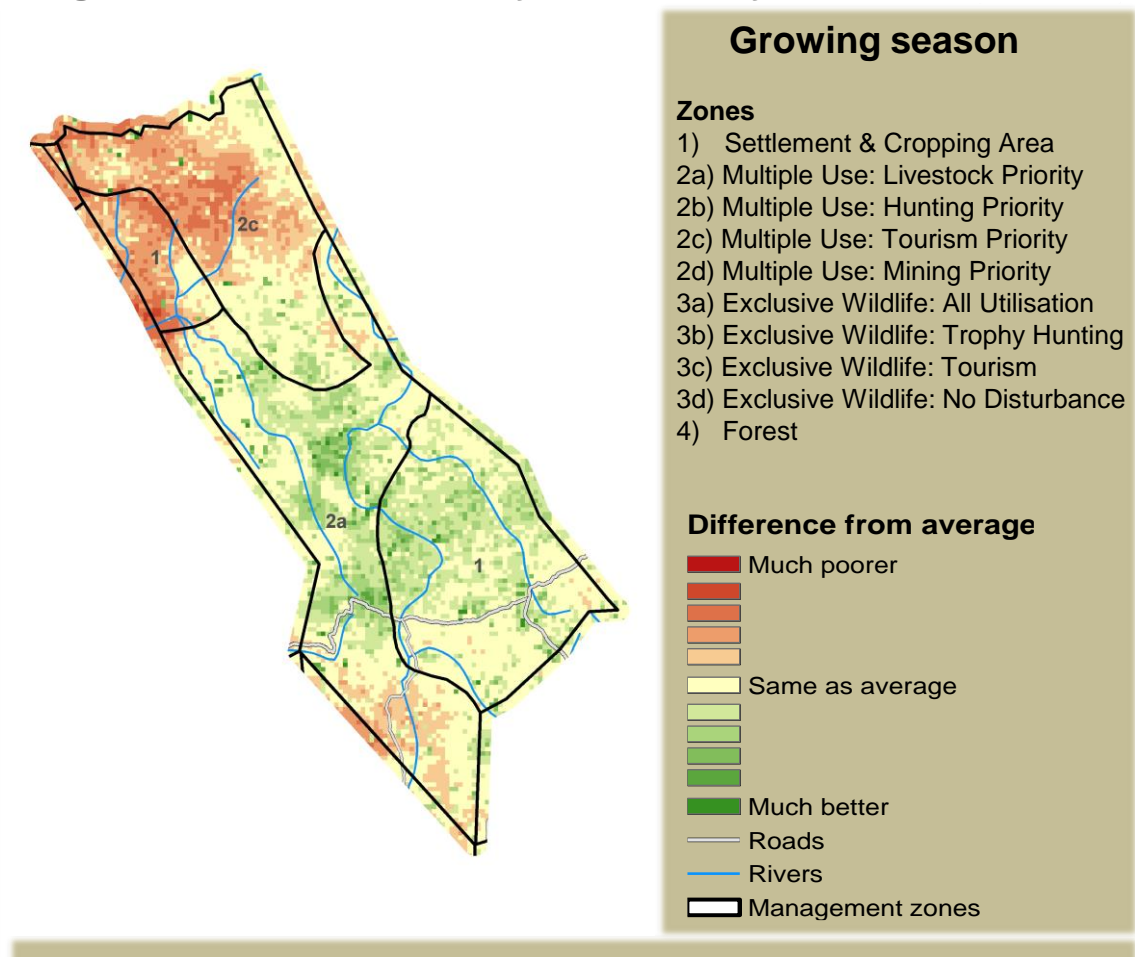 Growing season
Zones
1) Settlement & Cropping Area
2a) Multiple Use: Livestock Priority
2b) Multiple Use: Hunting Priority
2c) Multiple Use: Tourism Priority
2d) Multiple Use: Mining Priority
3a) Exclusive Wildlife: All Utilisation
3b) Exclusive Wildlife: Trophy Hunting
3c) Exclusive Wildlife: Tourism
3d) Exclusive Wildlife: No Disturbance
4) Forest
Difference from average
Much poorer
Same as average
Much better
Roads
Rivers
Management zones
2c
1
2a
1